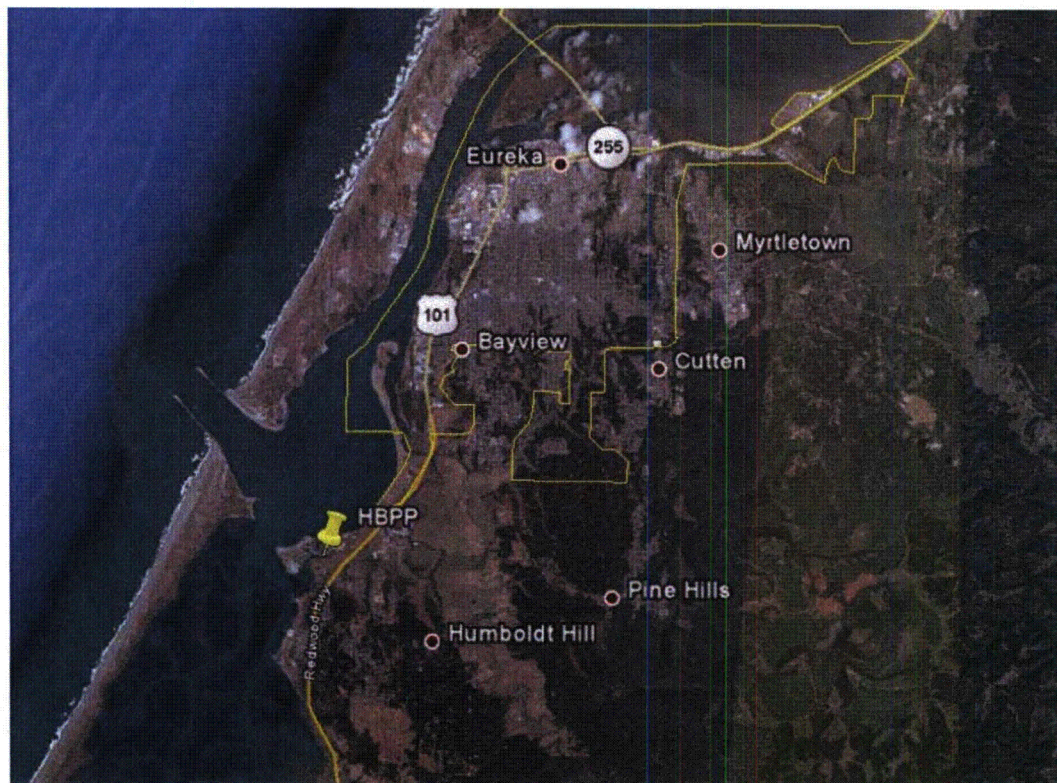 255
Eureka
Myrtletown
101
Bayview
Cutten
HBPP
Pine Hills
Redwood Hwy
Humboldt Hill